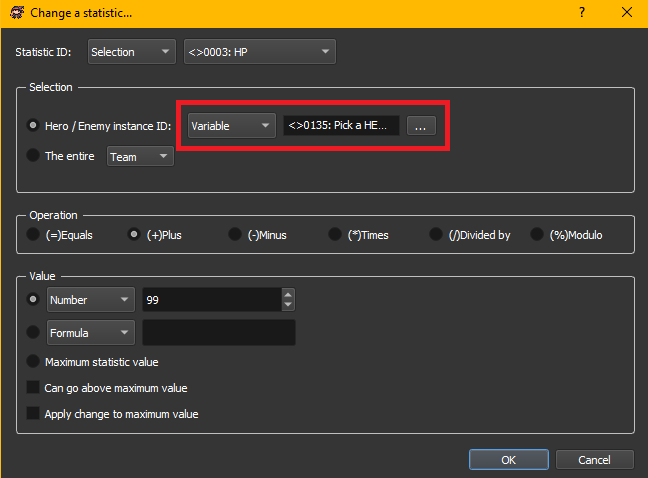 Change a statistic...
?
Statistic ID: Selection <>0003: HP
Selection
Hero / Enemy instance ID: Variable <>0135: Pick a HE... ...
The entire Team
Operation
(=)Equals (+)Plus (-)Minus (*)Times (/)Divided by (%)Modulo
Value
Number 99
Formula
Maximum statistic value
Can go above maximum value
Apply change to maximum value
OK Cancel